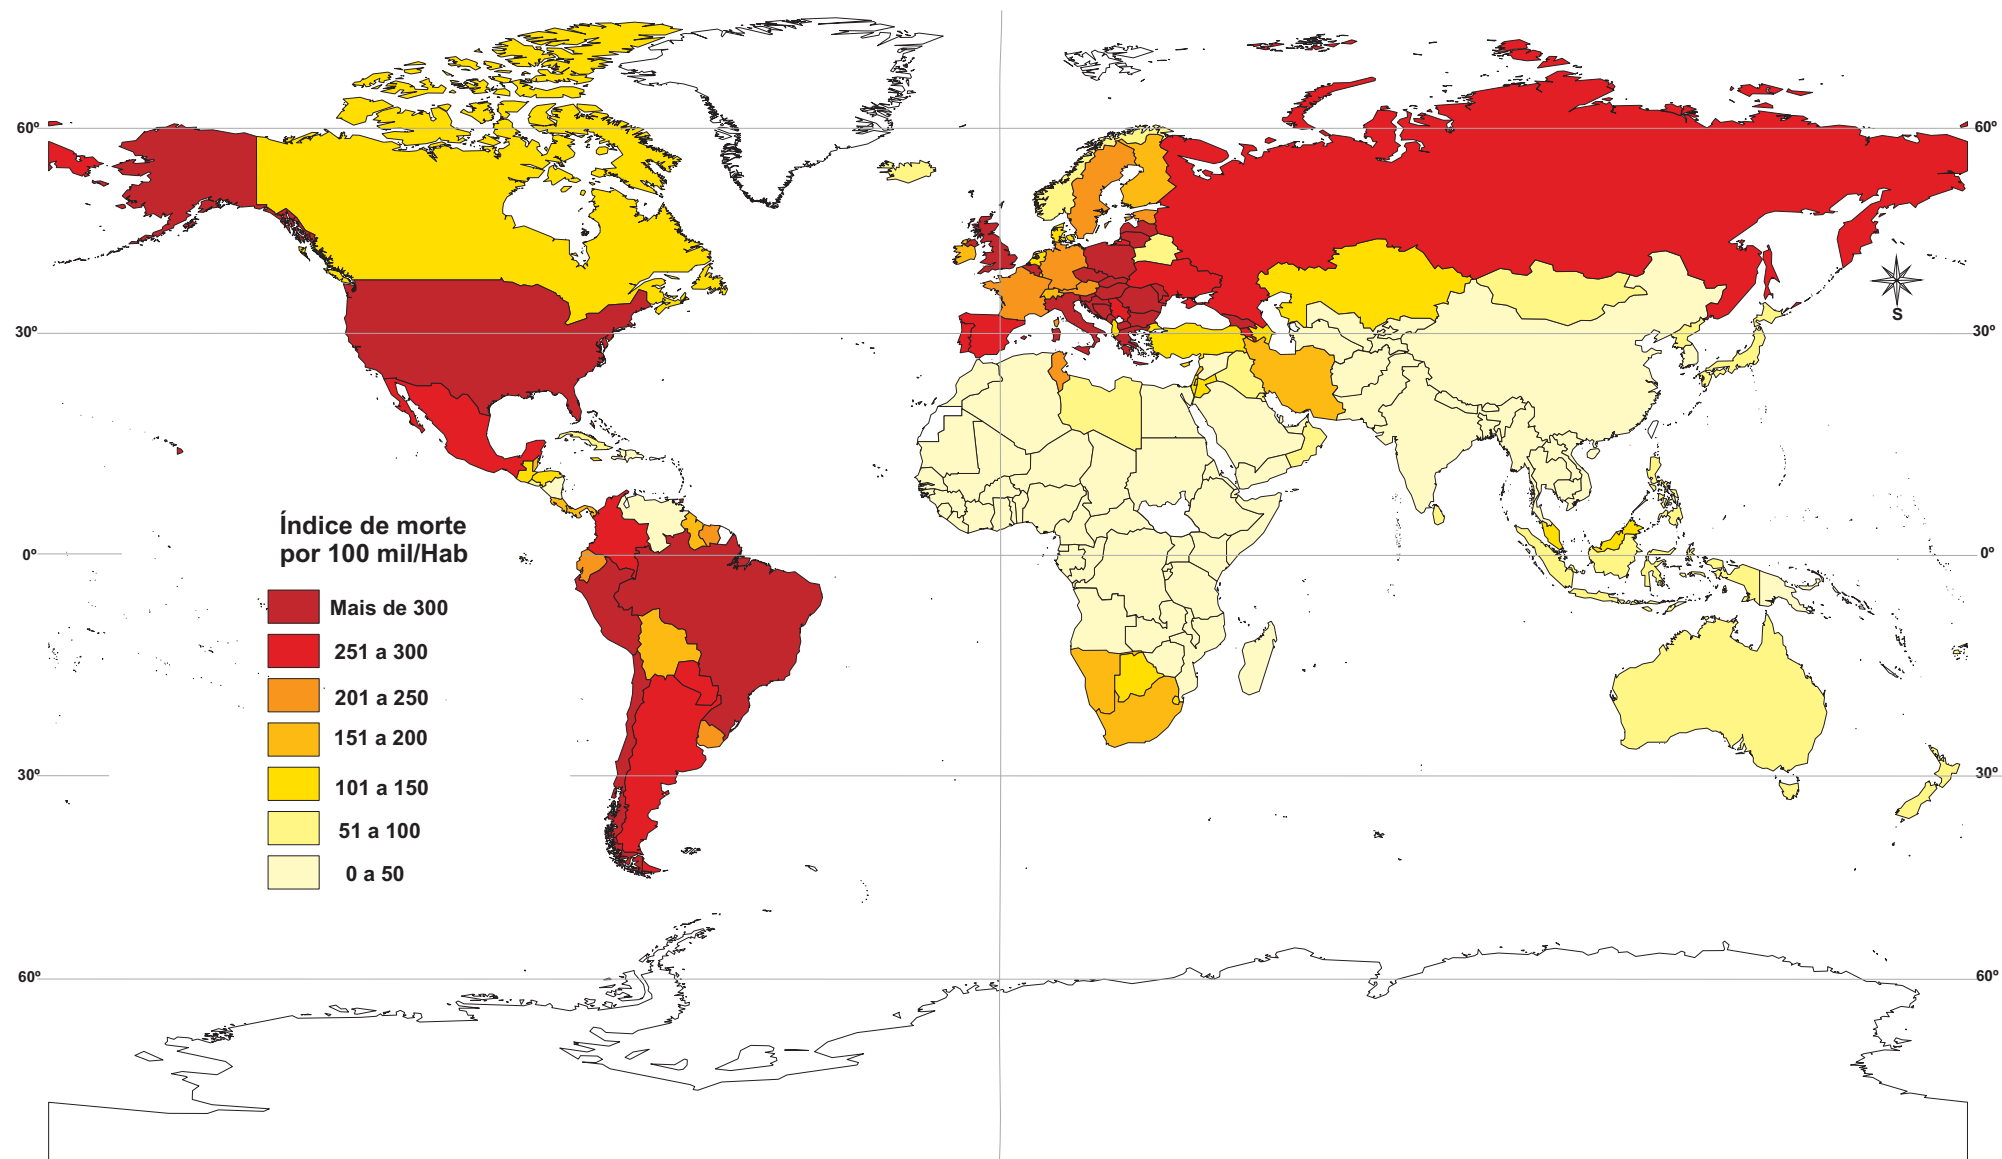 60º
60º
S
30º
30º
Índice de morte
por 100 mil/Hab
0º
0º
Mais de 300
251 a 300
201 a 250
151 a 200
30º
30º
101 a 150
51 a 100
0 a 50
60º
60º